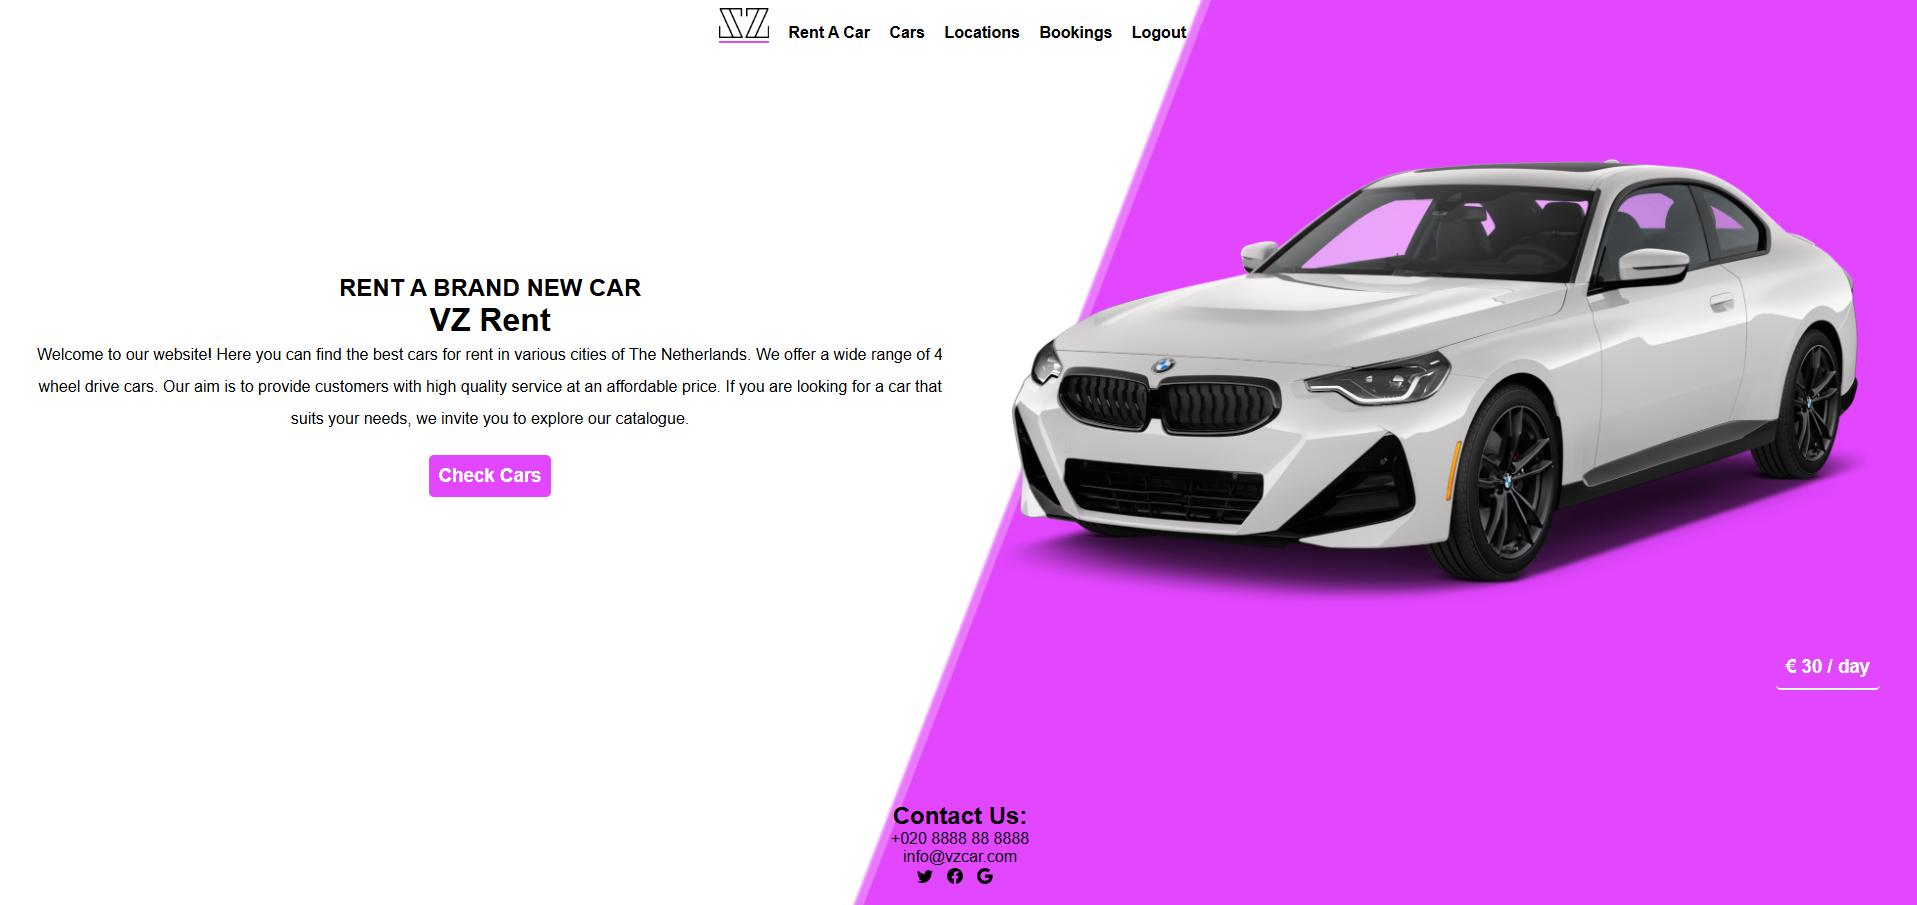 VZ
Rent A Car
Cars
Locations
Bookings
Logout
RENT A BRAND NEW CAR
VZ Rent
Welcome to our website! Here you can find the best cars for rent in various cities of The Netherlands. We offer a wide range of 4
wheel drive cars. Our aim is to provide customers with high quality service at an affordable price. If you are looking for a car that
suits your needs, we invite you to explore our catalogue.
Check Cars
€ 30 / day
Contact Us:
+020 8888 88 8888
info@vzcar.com